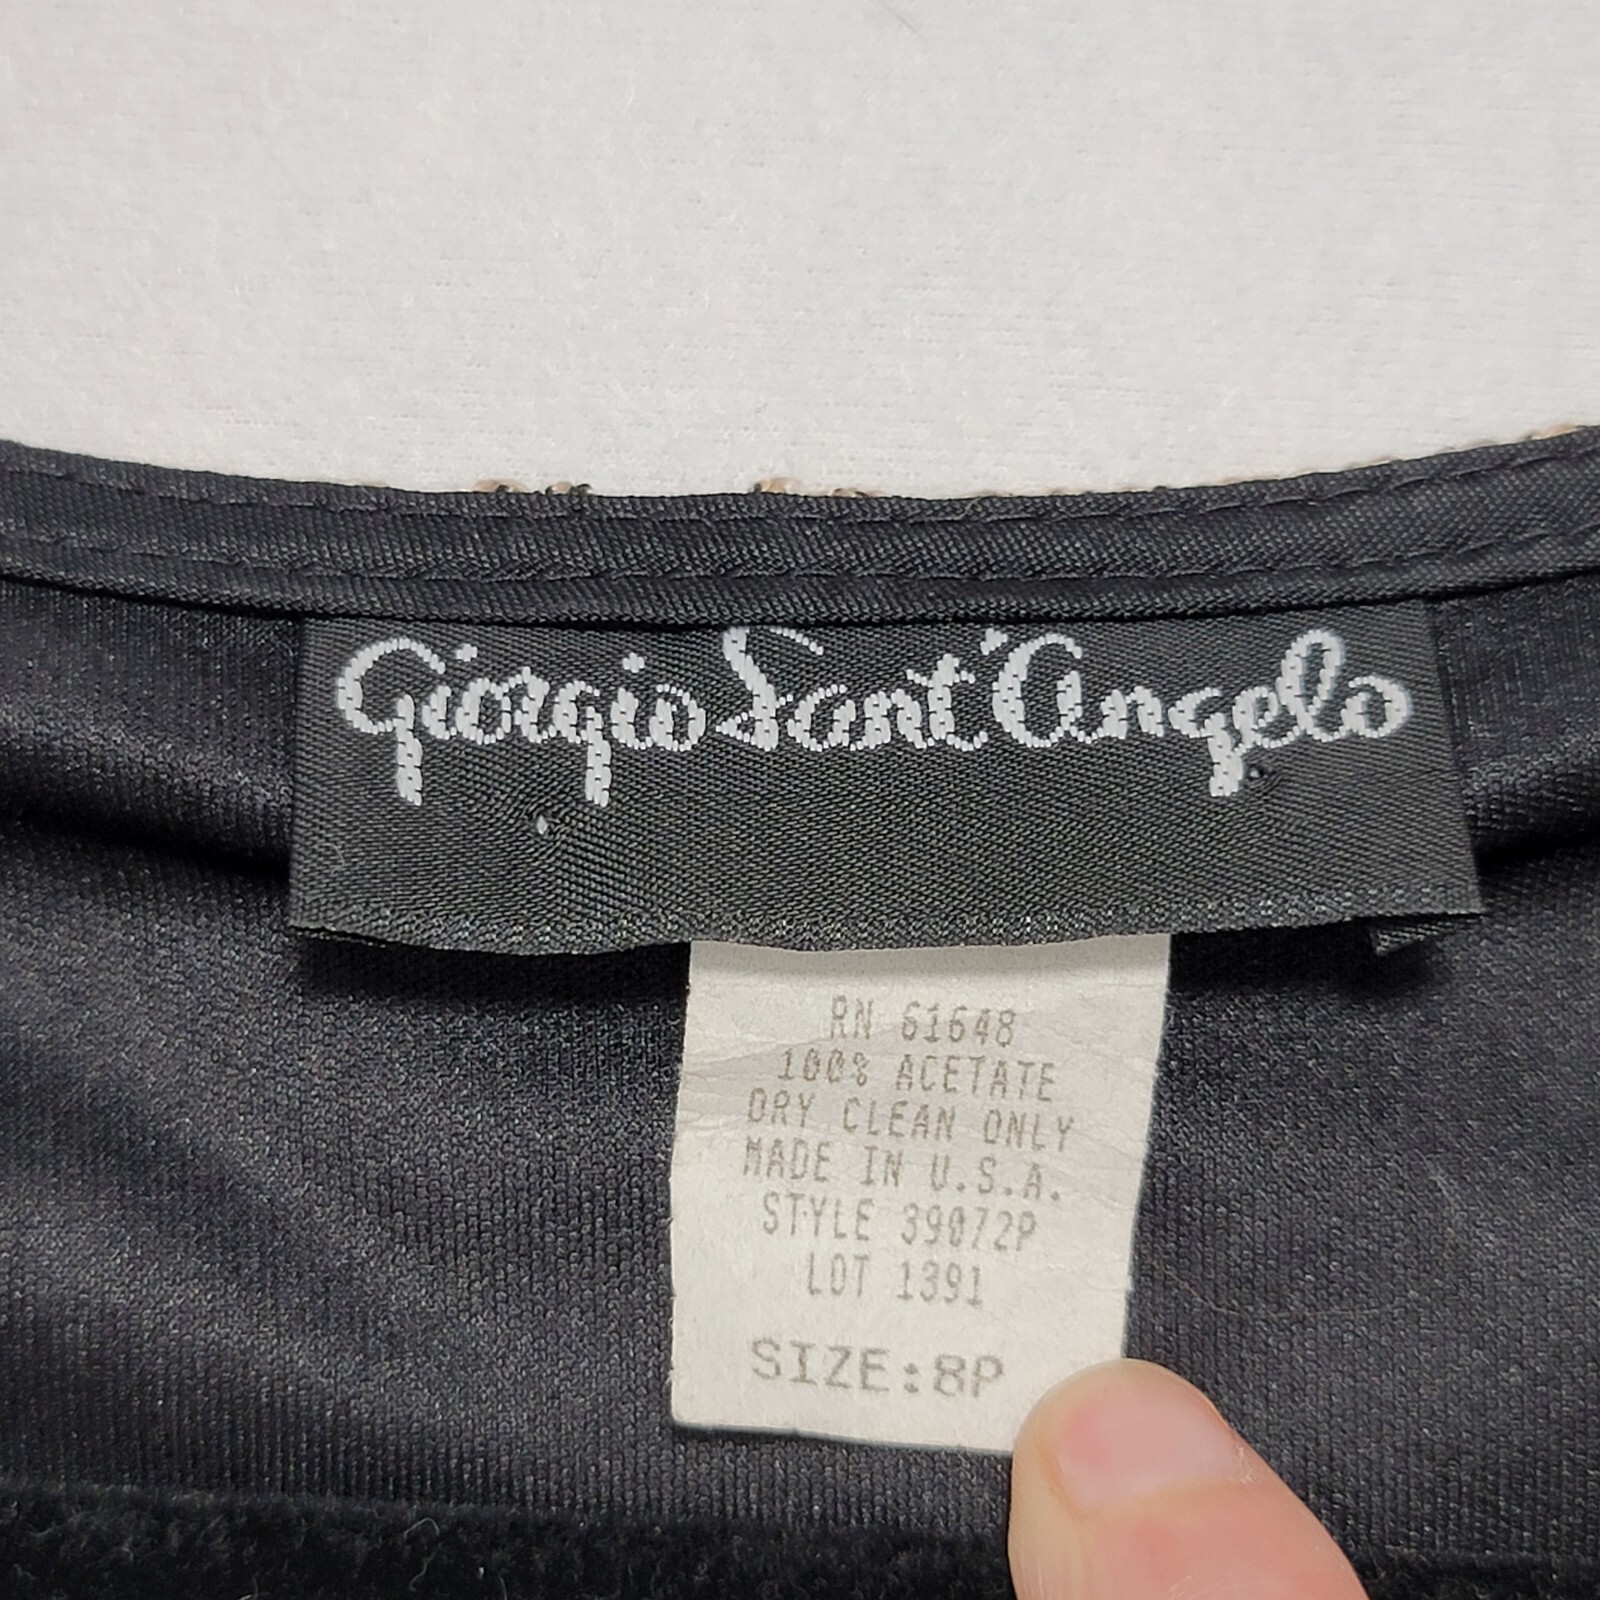 Giorgio Sant'Angelo
RN 61648
100% ACETATE
DRY CLEAN ONLY
MADE IN U.S.A.
STYLE 39072P
LOT 1391
SIZE:8P